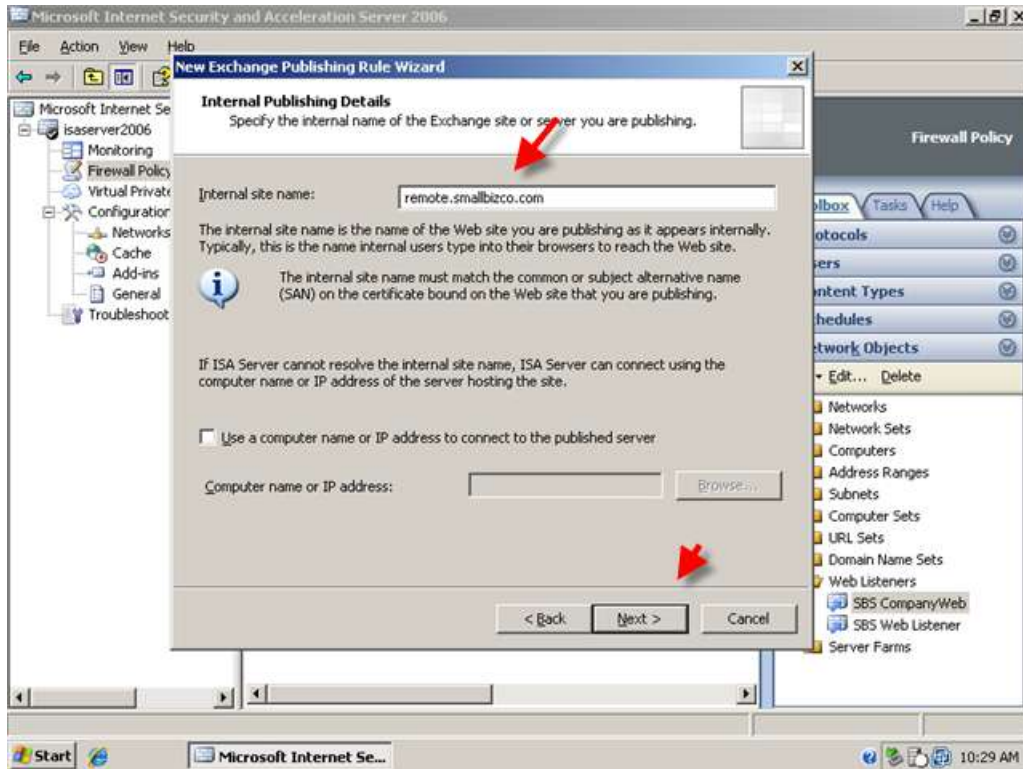 Microsoft Internet Security and Acceleration Server 2006
File Action View Help
Microsoft Internet Se
isaserver2006
Monitoring
Firewall Policy
Virtual Private
Configuration
Networks
Cache
Add-ins
General
Troubleshoot
New Exchange Publishing Rule Wizard
Internal Publishing Details
Specify the internal name of the Exchange site or server you are publishing.
Internal site name:
remote.smallbizco.com
The internal site name is the name of the Web site you are publishing as it appears internally.
Typically, this is the name internal users type into their browsers to reach the Web site.
The internal site name must match the common or subject alternative name
(SAN) on the certificate bound on the Web site that you are publishing.
If ISA Server cannot resolve the internal site name, ISA Server can connect using the
computer name or IP address of the server hosting the site.
Use a computer name or IP address to connect to the published server
Computer name or IP address:
Browse...
< Back Next > Cancel
Firewall Policy
olbox Tasks Help
otocols
sers
ontent Types
hedules
etwork Objects
Edit... Delete
Networks
Network Sets
Computers
Address Ranges
Subnets
Computer Sets
URL Sets
Domain Name Sets
Web Listeners
SBS CompanyWeb
SBS Web Listener
Server Farms
Start
Microsoft Internet Se...
10:29 AM